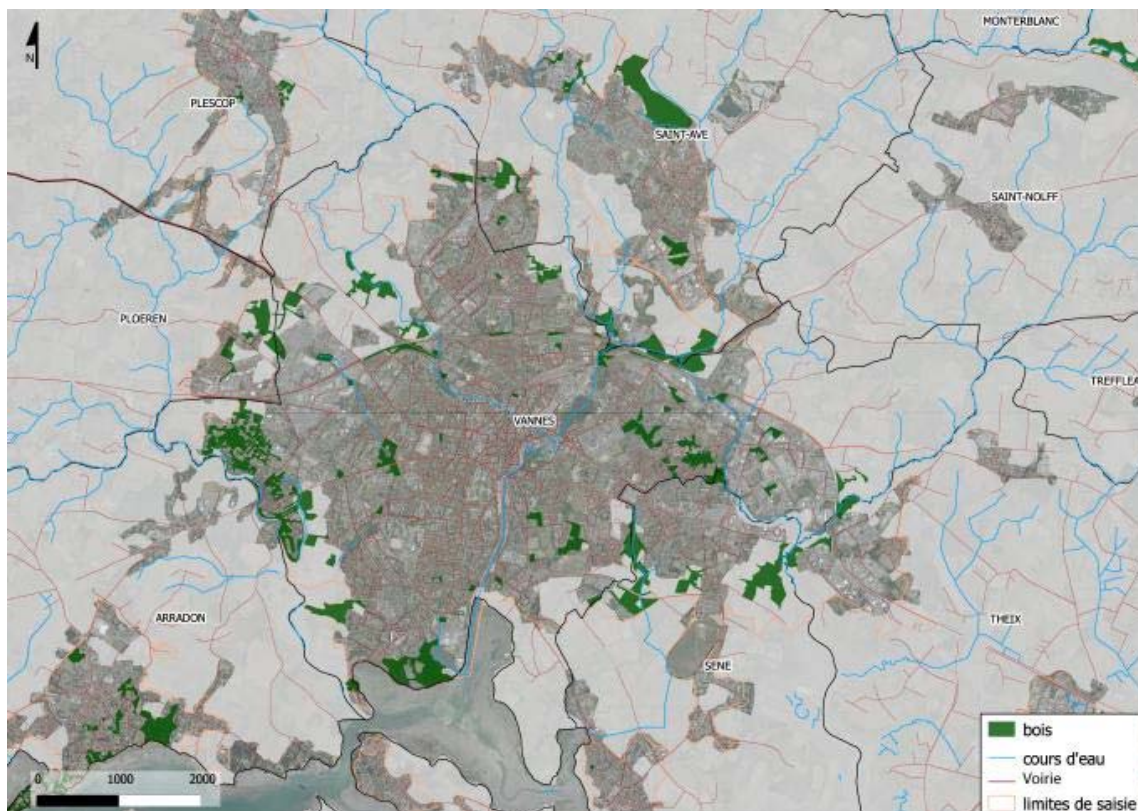 MONTERBLANC
N
PLESCOP
SAINT-AVE
SAINT-NOLFF
PLOEREN
TREFFLEA
VANNES
ARRADON
THEIX
SENE
bois
cours d'eau
Voirie
limites de saisie
0 1000 2000